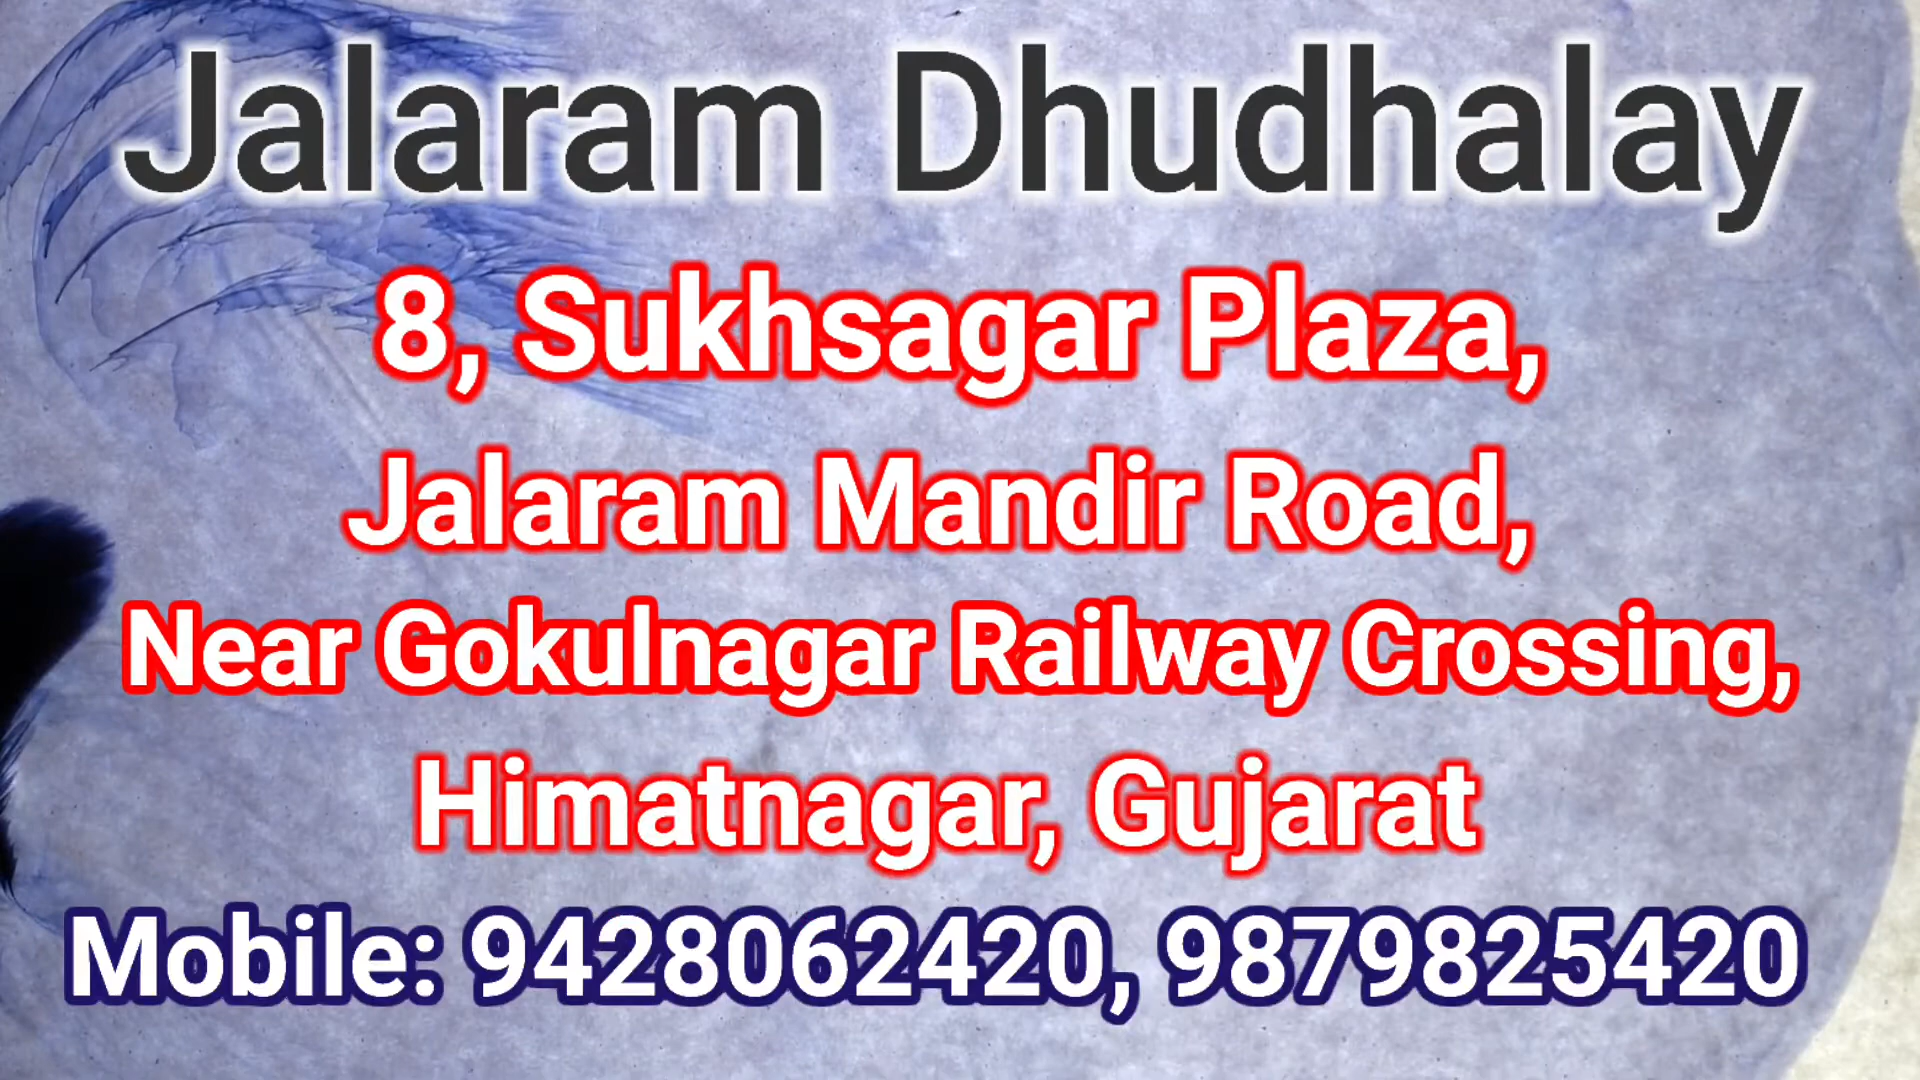 Jalaram Dhudhalay
8, Sukhsagar Plaza,
Jalaram Mandir Road,
Near Gokulnagar Railway Crossing,
Himatnagar, Gujarat
Mobile: 9428062420, 9879825420